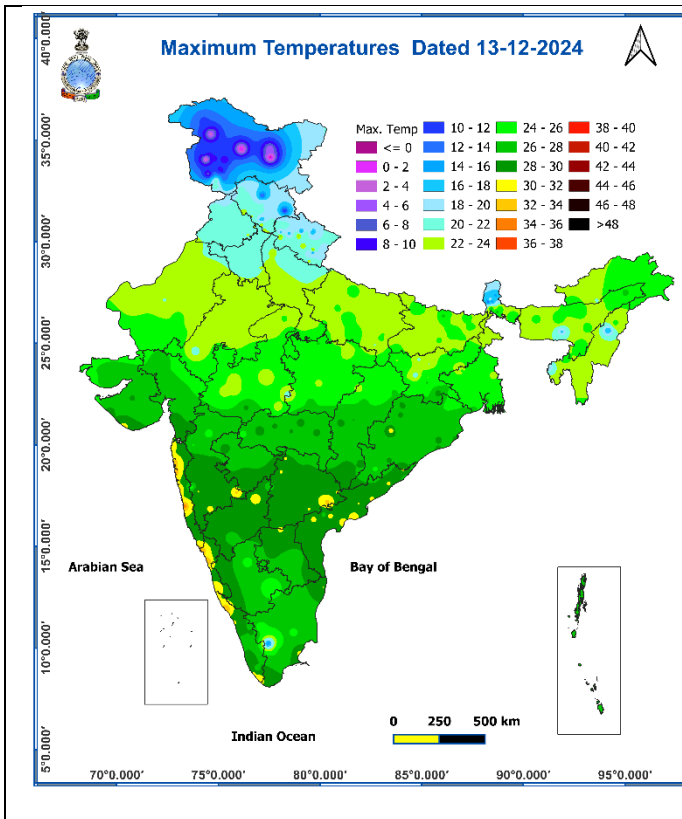 Maximum Temperatures Dated 13-12-2024
Max. Temp
<= 0
0 - 2
2 - 4
4 - 6
6 - 8
8 - 10
10 - 12
12 - 14
14 - 16
16 - 18
18 - 20
20 - 22
22 - 24
24 - 26
26 - 28
28 - 30
30 - 32
32 - 34
34 - 36
36 - 38
38 - 40
40 - 42
42 - 44
44 - 46
46 - 48
>48
40°0.000'
35°0.000'
30°0.000'
25°0.000'
20°0.000'
15°0.000'
10°0.000'
5°0.000'
Arabian Sea
Bay of Bengal
Indian Ocean
0 250 500 km
70°0.000' 75°0.000' 80°0.000' 85°0.000' 90°0.000' 95°0.000'